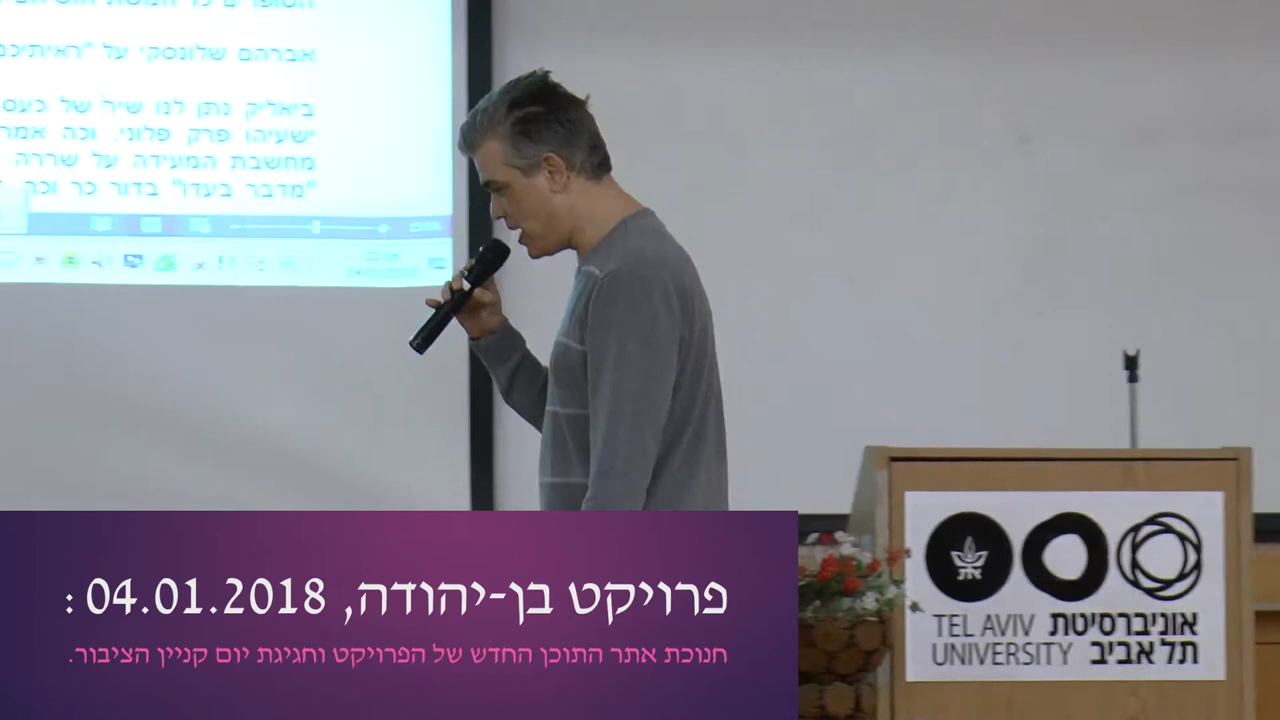 אברהם שלונסקי על "ראיתיכם
ביאליק נתן לנו שיר של כעס
ישעיהו פרק פלוני. וכה אמר
מחשבת המעידה על שררה
"מדבר בעדו" בדור כר וכר
פרויקט בן-יהודה, 04.01.2018 :
חנוכת אתר התוכן החדש של הפרויקט וחגיגת יום קניין הציבור.
את
TEL AVIV אוניברסיטת
UNIVERSITY תל אביב